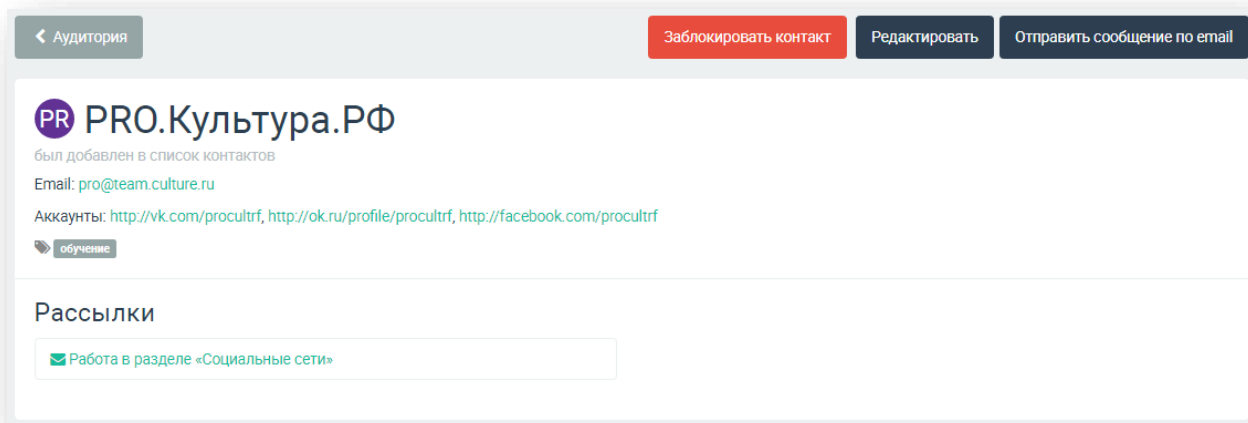 Аудитория
Заблокировать контакт
Редактировать
Отправить сообщение по email
PR PRO.Культура.РФ
был добавлен в список контактов
Email: pro@team.culture.ru
Аккаунты: http://vk.com/procultrf, http://ok.ru/profile/procultrf, http://facebook.com/procultrf
обучение
Рассылки
Работа в разделе «Социальные сети»